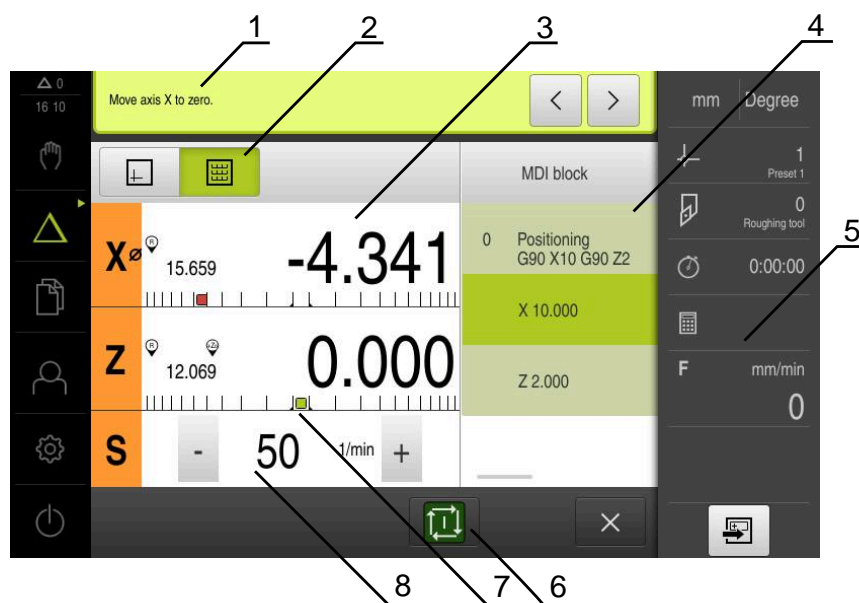 1 2 3 4
△ 0
16 10
Move axis X to zero.
< >
mm Degree
1
Preset 1
MDI block
0
Roughing tool
5
X ø R 15.659 -4.341
0 Positioning
G90 X10 G90 Z2
0:00:00
X 10.000
Z R 12.069 0.000
Z 2.000
F mm/min
0
S - 50 1/min +
8 7 6